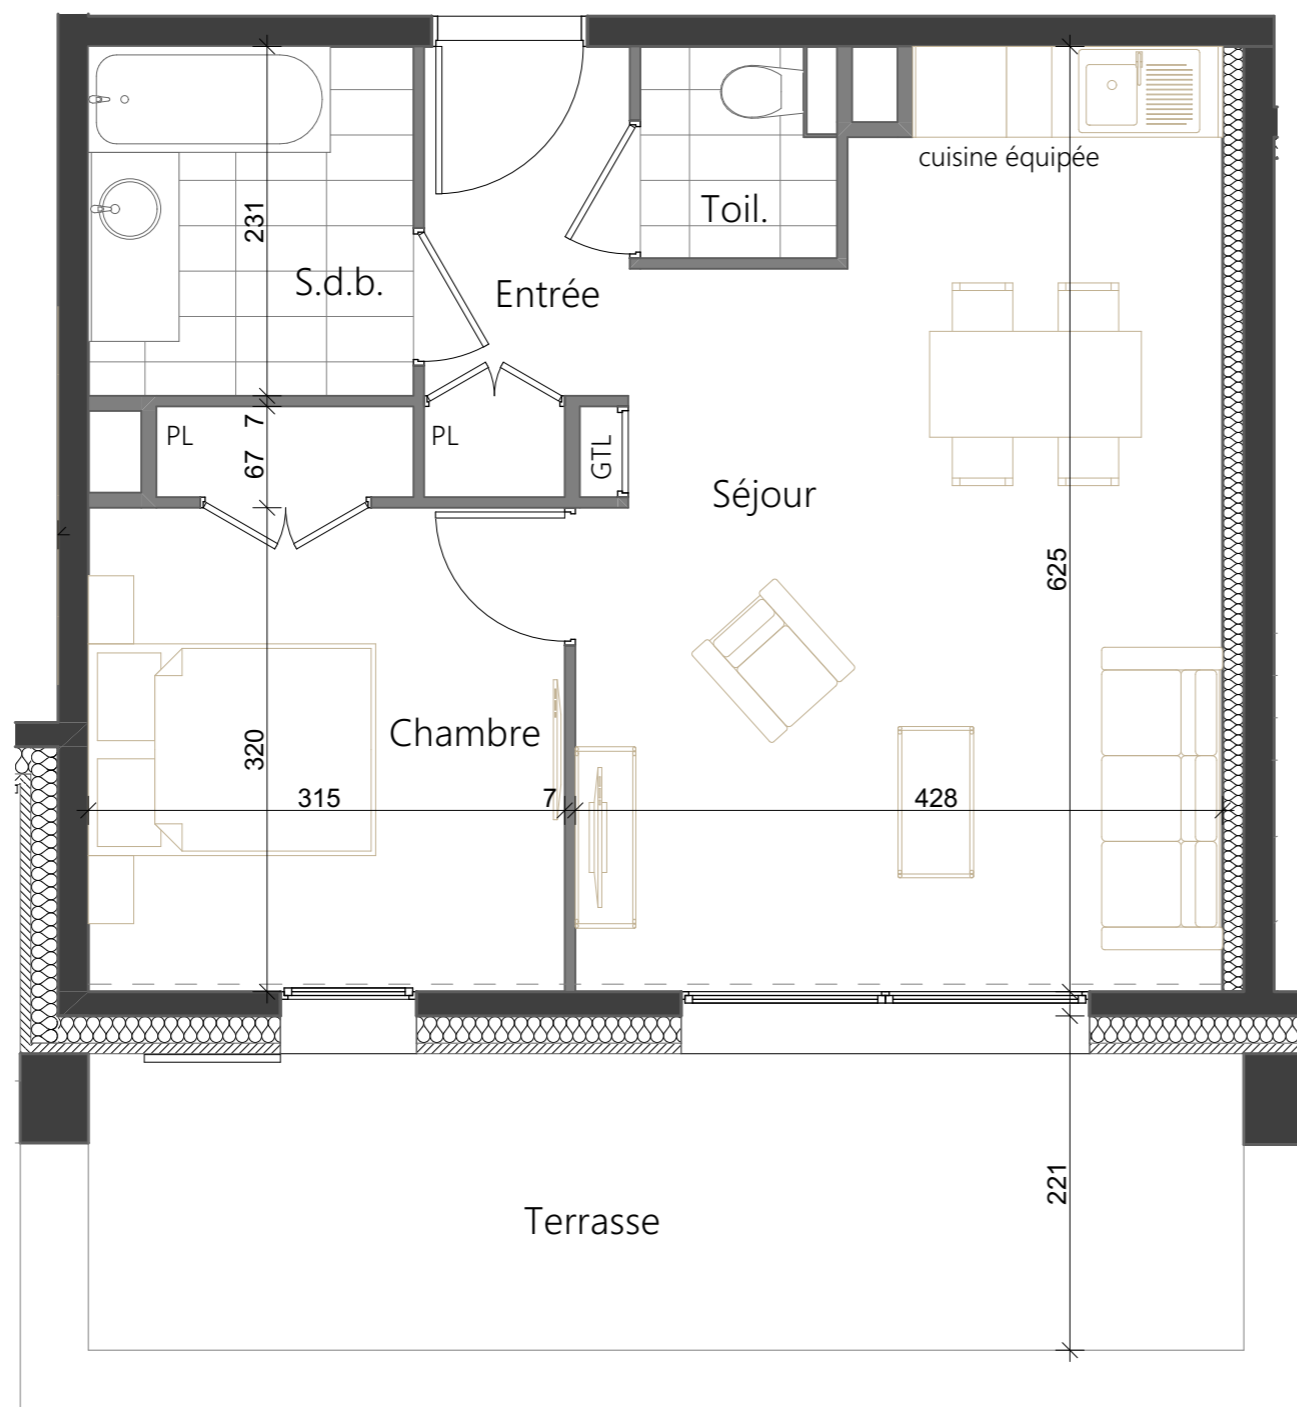 cuisine équipée
Toil.
231
S.d.b.
Entrée
7
PL
PL
GTL
67
Séjour
625
Chambre
320
315
7
428
221
Terrasse